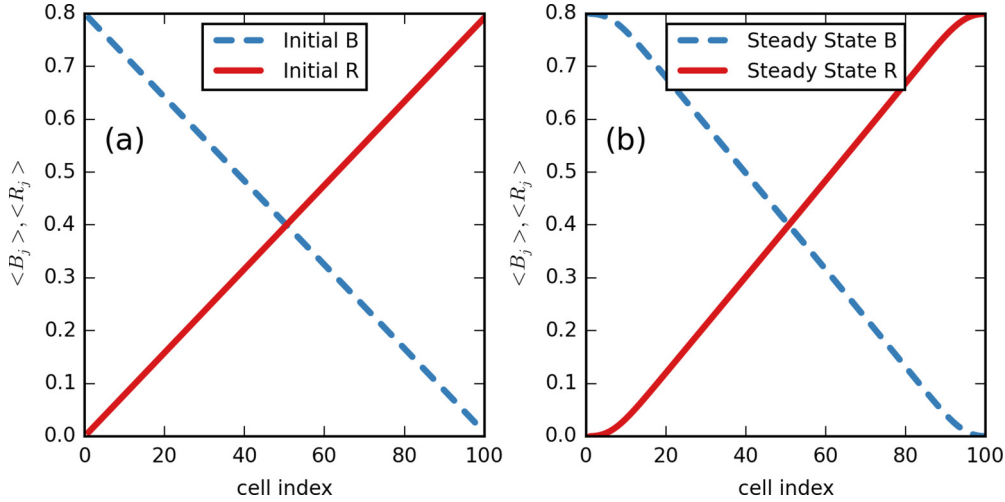 0.8
0.7
0.6
0.5
0.4
0.3
0.2
0.1
0.0
0 20 40 60 80 100
<B_j>, <R_j>
cell index
Initial B
Initial R
(a)
0.8
0.7
0.6
0.5
0.4
0.3
0.2
0.1
0.0
0 20 40 60 80 100
<B_j>, <R_j>
cell index
Steady State B
Steady State R
(b)